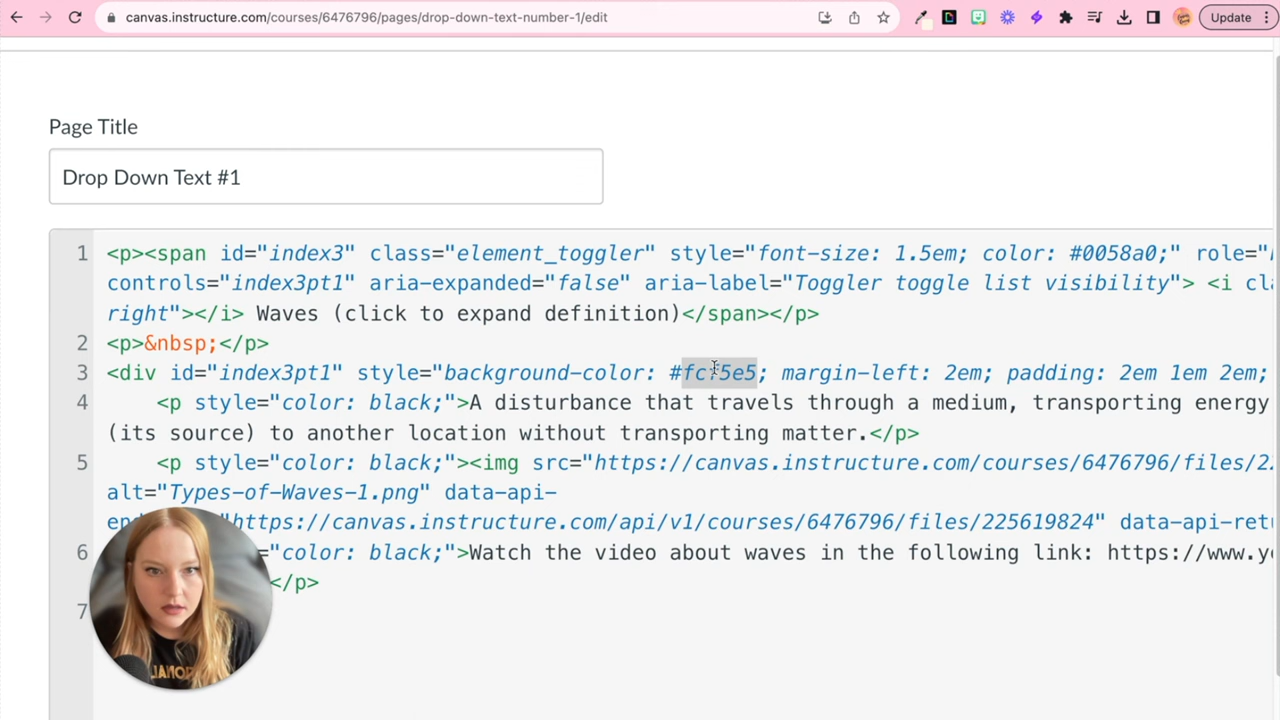 canvas.instructure.com/courses/6476796/pages/drop-down-text-number-1/edit
Update
Page Title
Drop Down Text #1
1 <p><span id="index3" class="element_toggler" style="font-size: 1.5em; color: #0058a0;" role="
controls="index3pt1" aria-expanded="false" aria-label="Toggler toggle list visibility"> <i cl
right"></i> Waves (click to expand definition)</span></p>
2 <p>&nbsp;</p>
3 <div id="index3pt1" style="background-color: #fcf5e5; margin-left: 2em; padding: 2em 1em 2em;
4 <p style="color: black;">A disturbance that travels through a medium, transporting energy
(its source) to another location without transporting matter.</p>
5 <p style="color: black;"><img src="https://canvas.instructure.com/courses/6476796/files/22
alt="Types-of-Waves-1.png" data-api-
"https://canvas.instructure.com/api/v1/courses/6476796/files/225619824" data-api-ret
6 ="color: black;">Watch the video about waves in the following link: https://www.y
</p>
7